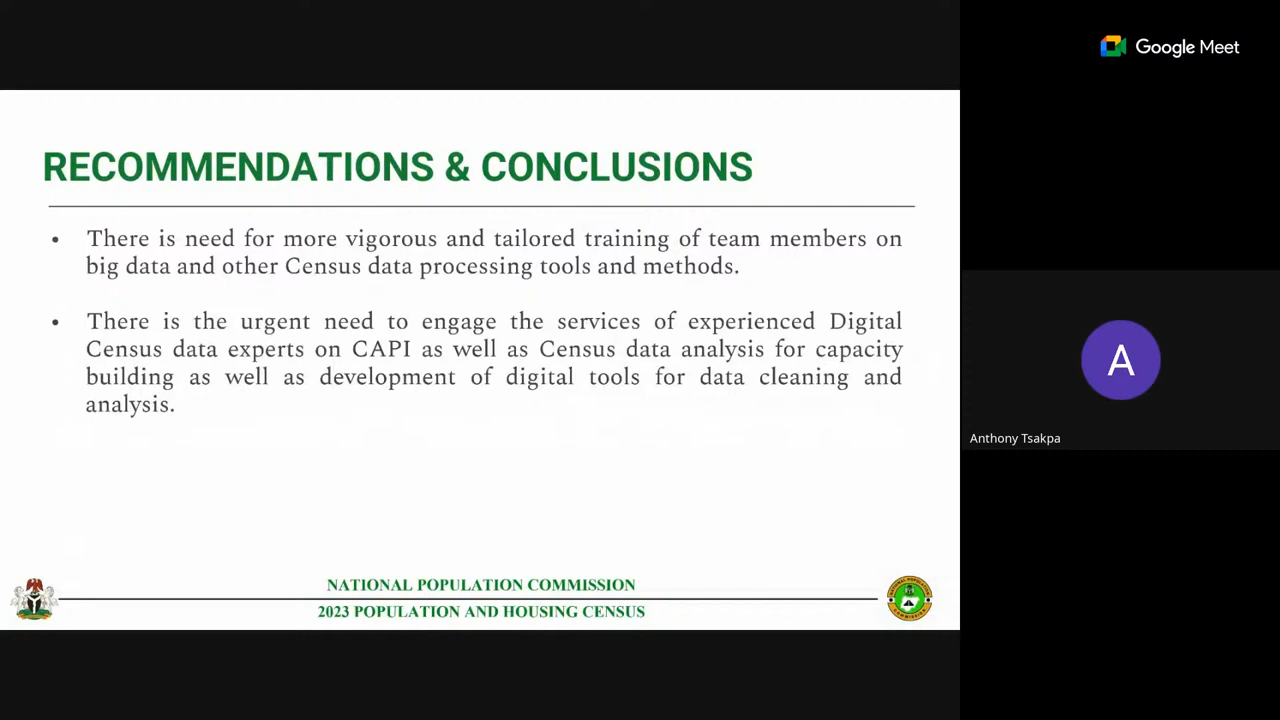 Google Meet
RECOMMENDATIONS & CONCLUSIONS
• There is need for more vigorous and tailored training of team members on
big data and other Census data processing tools and methods.
• There is the urgent need to engage the services of experienced Digital
Census data experts on CAPI as well as Census data analysis for capacity
building as well as development of digital tools for data cleaning and
analysis.
A
Anthony Tsakpa
NATIONAL POPULATION COMMISSION
2023 POPULATION AND HOUSING CENSUS